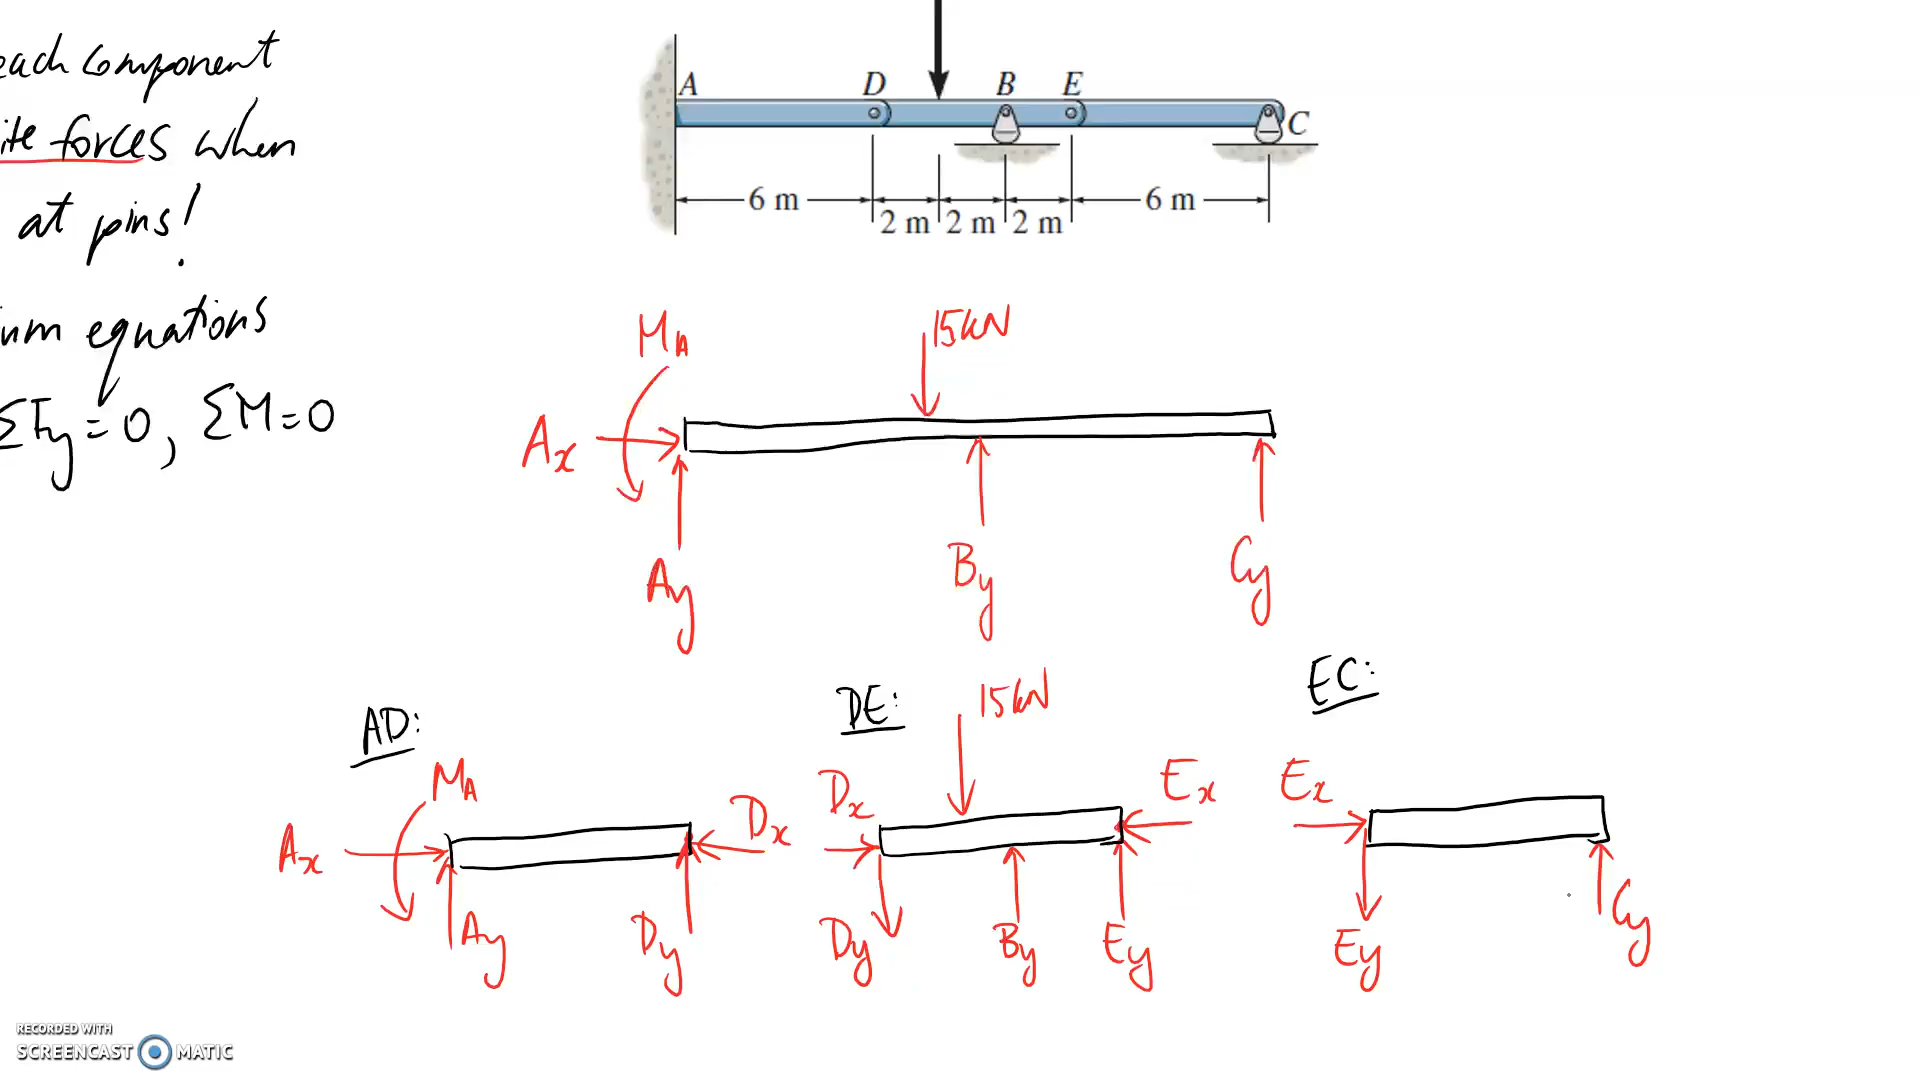 each component
ite forces when
at pins!
um equations
ΣFy=0, ΣM=0
A D B E C
6 m 2 m 2 m 2 m 6 m
MA 15kN
Ax
Ay By Cy
AD: DE: 15kN EC:
MA Dx Dx Ex Ex
Ax
Ay Dy Dy By Ey Ey Cy
RECORDED WITH
SCREENCAST MATIC